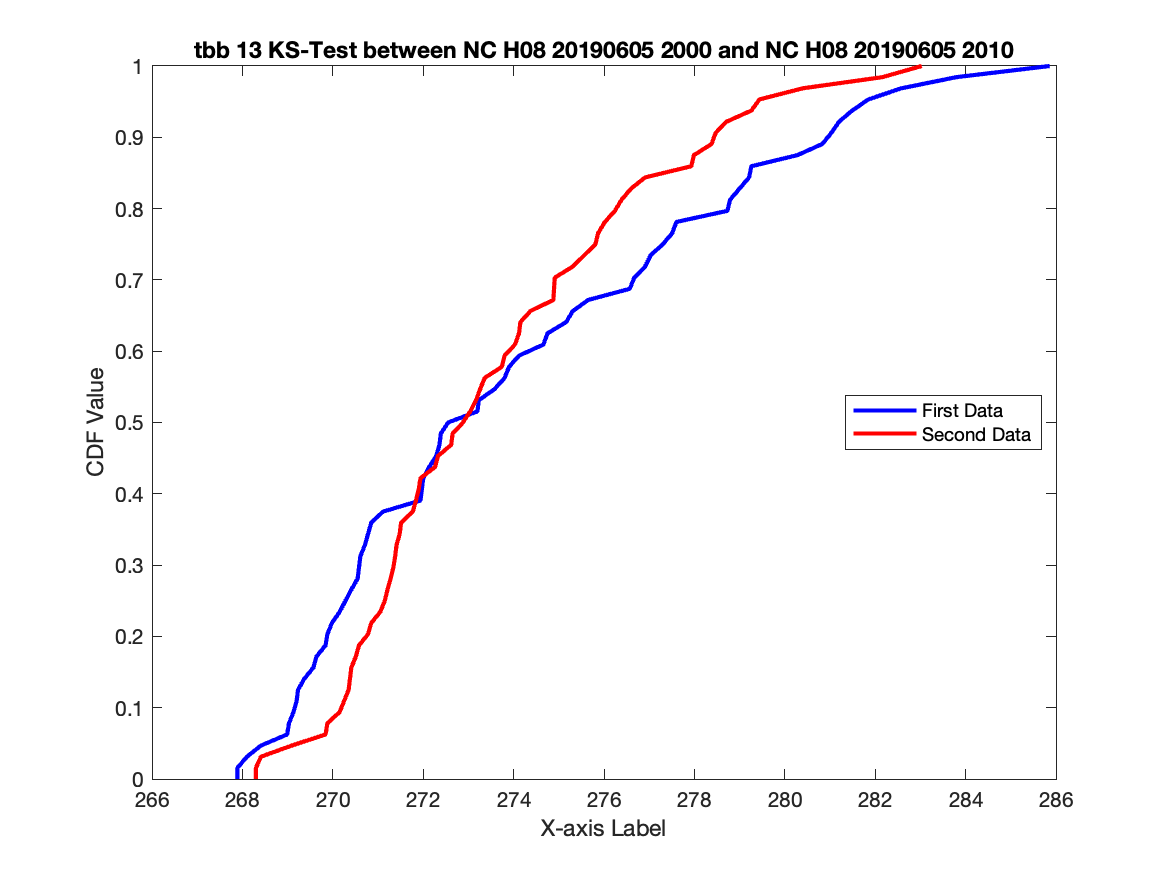 tbb 13 KS-Test between NC H08 20190605 2000 and NC H08 20190605 2010
1
0.9
0.8
0.7
0.6
0.5
0.4
0.3
0.2
0.1
0
CDF Value
First Data
Second Data
266 268 270 272 274 276 278 280 282 284 286
X-axis Label